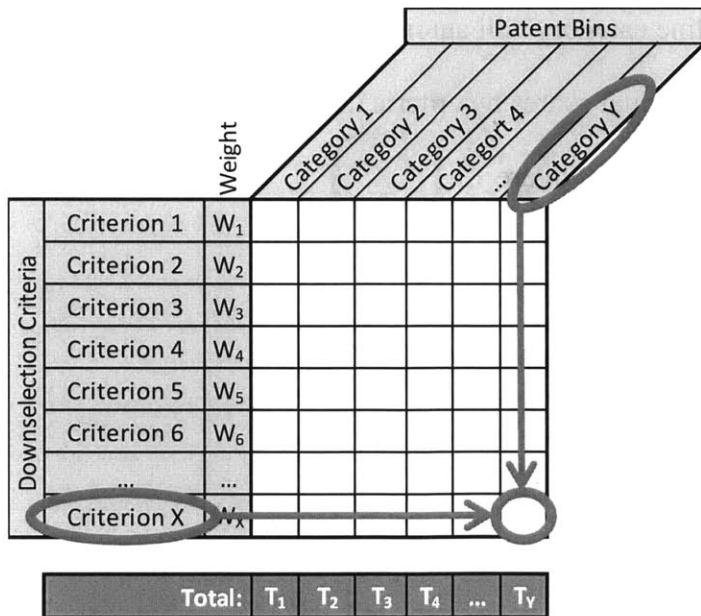 Patent Bins
Category 1
Category 2
Category 3
Categort 4
...
Category Y
Weight
Downselection Criteria
Criterion 1 W₁
Criterion 2 W₂
Criterion 3 W₃
Criterion 4 W₄
Criterion 5 W₅
Criterion 6 W₆
... ...
Criterion X Wₓ
Total: T₁ T₂ T₃ T₄ ... Tᵧ